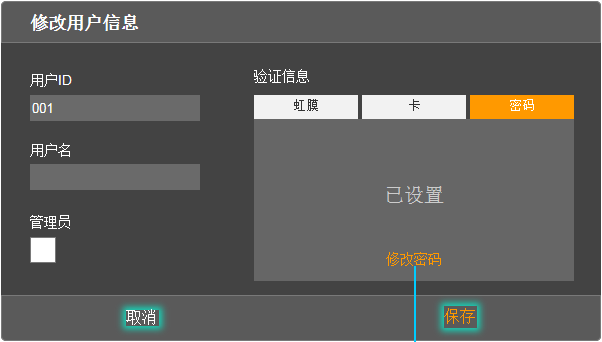 修改用户信息
用户ID
001
用户名
管理员
验证信息
虹膜
卡
密码
已设置
修改密码
取消
保存